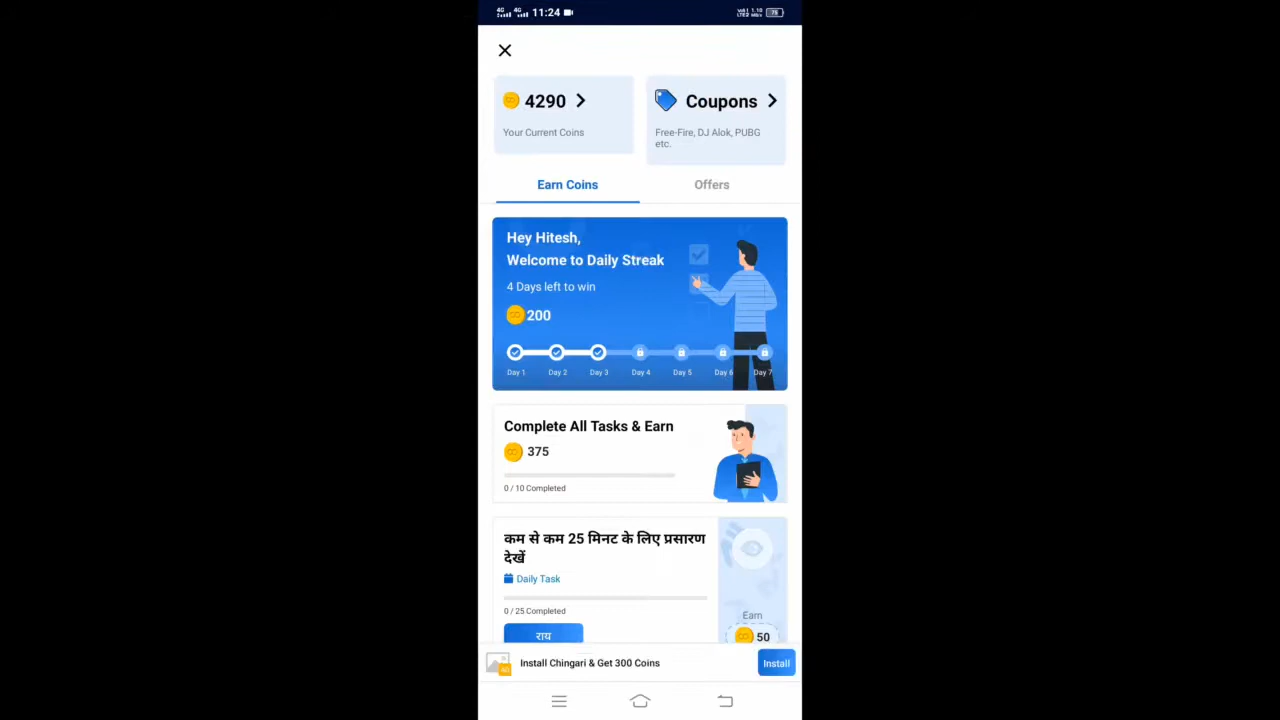 11:24
4290
Your Current Coins
Coupons
Free-Fire, DJ Alok, PUBG
etc.
Earn Coins
Offers
Hey Hitesh,
Welcome to Daily Streak
4 Days left to win
200
Day 1 Day 2 Day 3 Day 4 Day 5 Day 6 Day 7
Complete All Tasks & Earn
375
0 / 10 Completed
कम से कम 25 मिनट के लिए प्रसारण
देखें
Daily Task
0 / 25 Completed
राय
Earn
50
Install Chingari & Get 300 Coins
Install